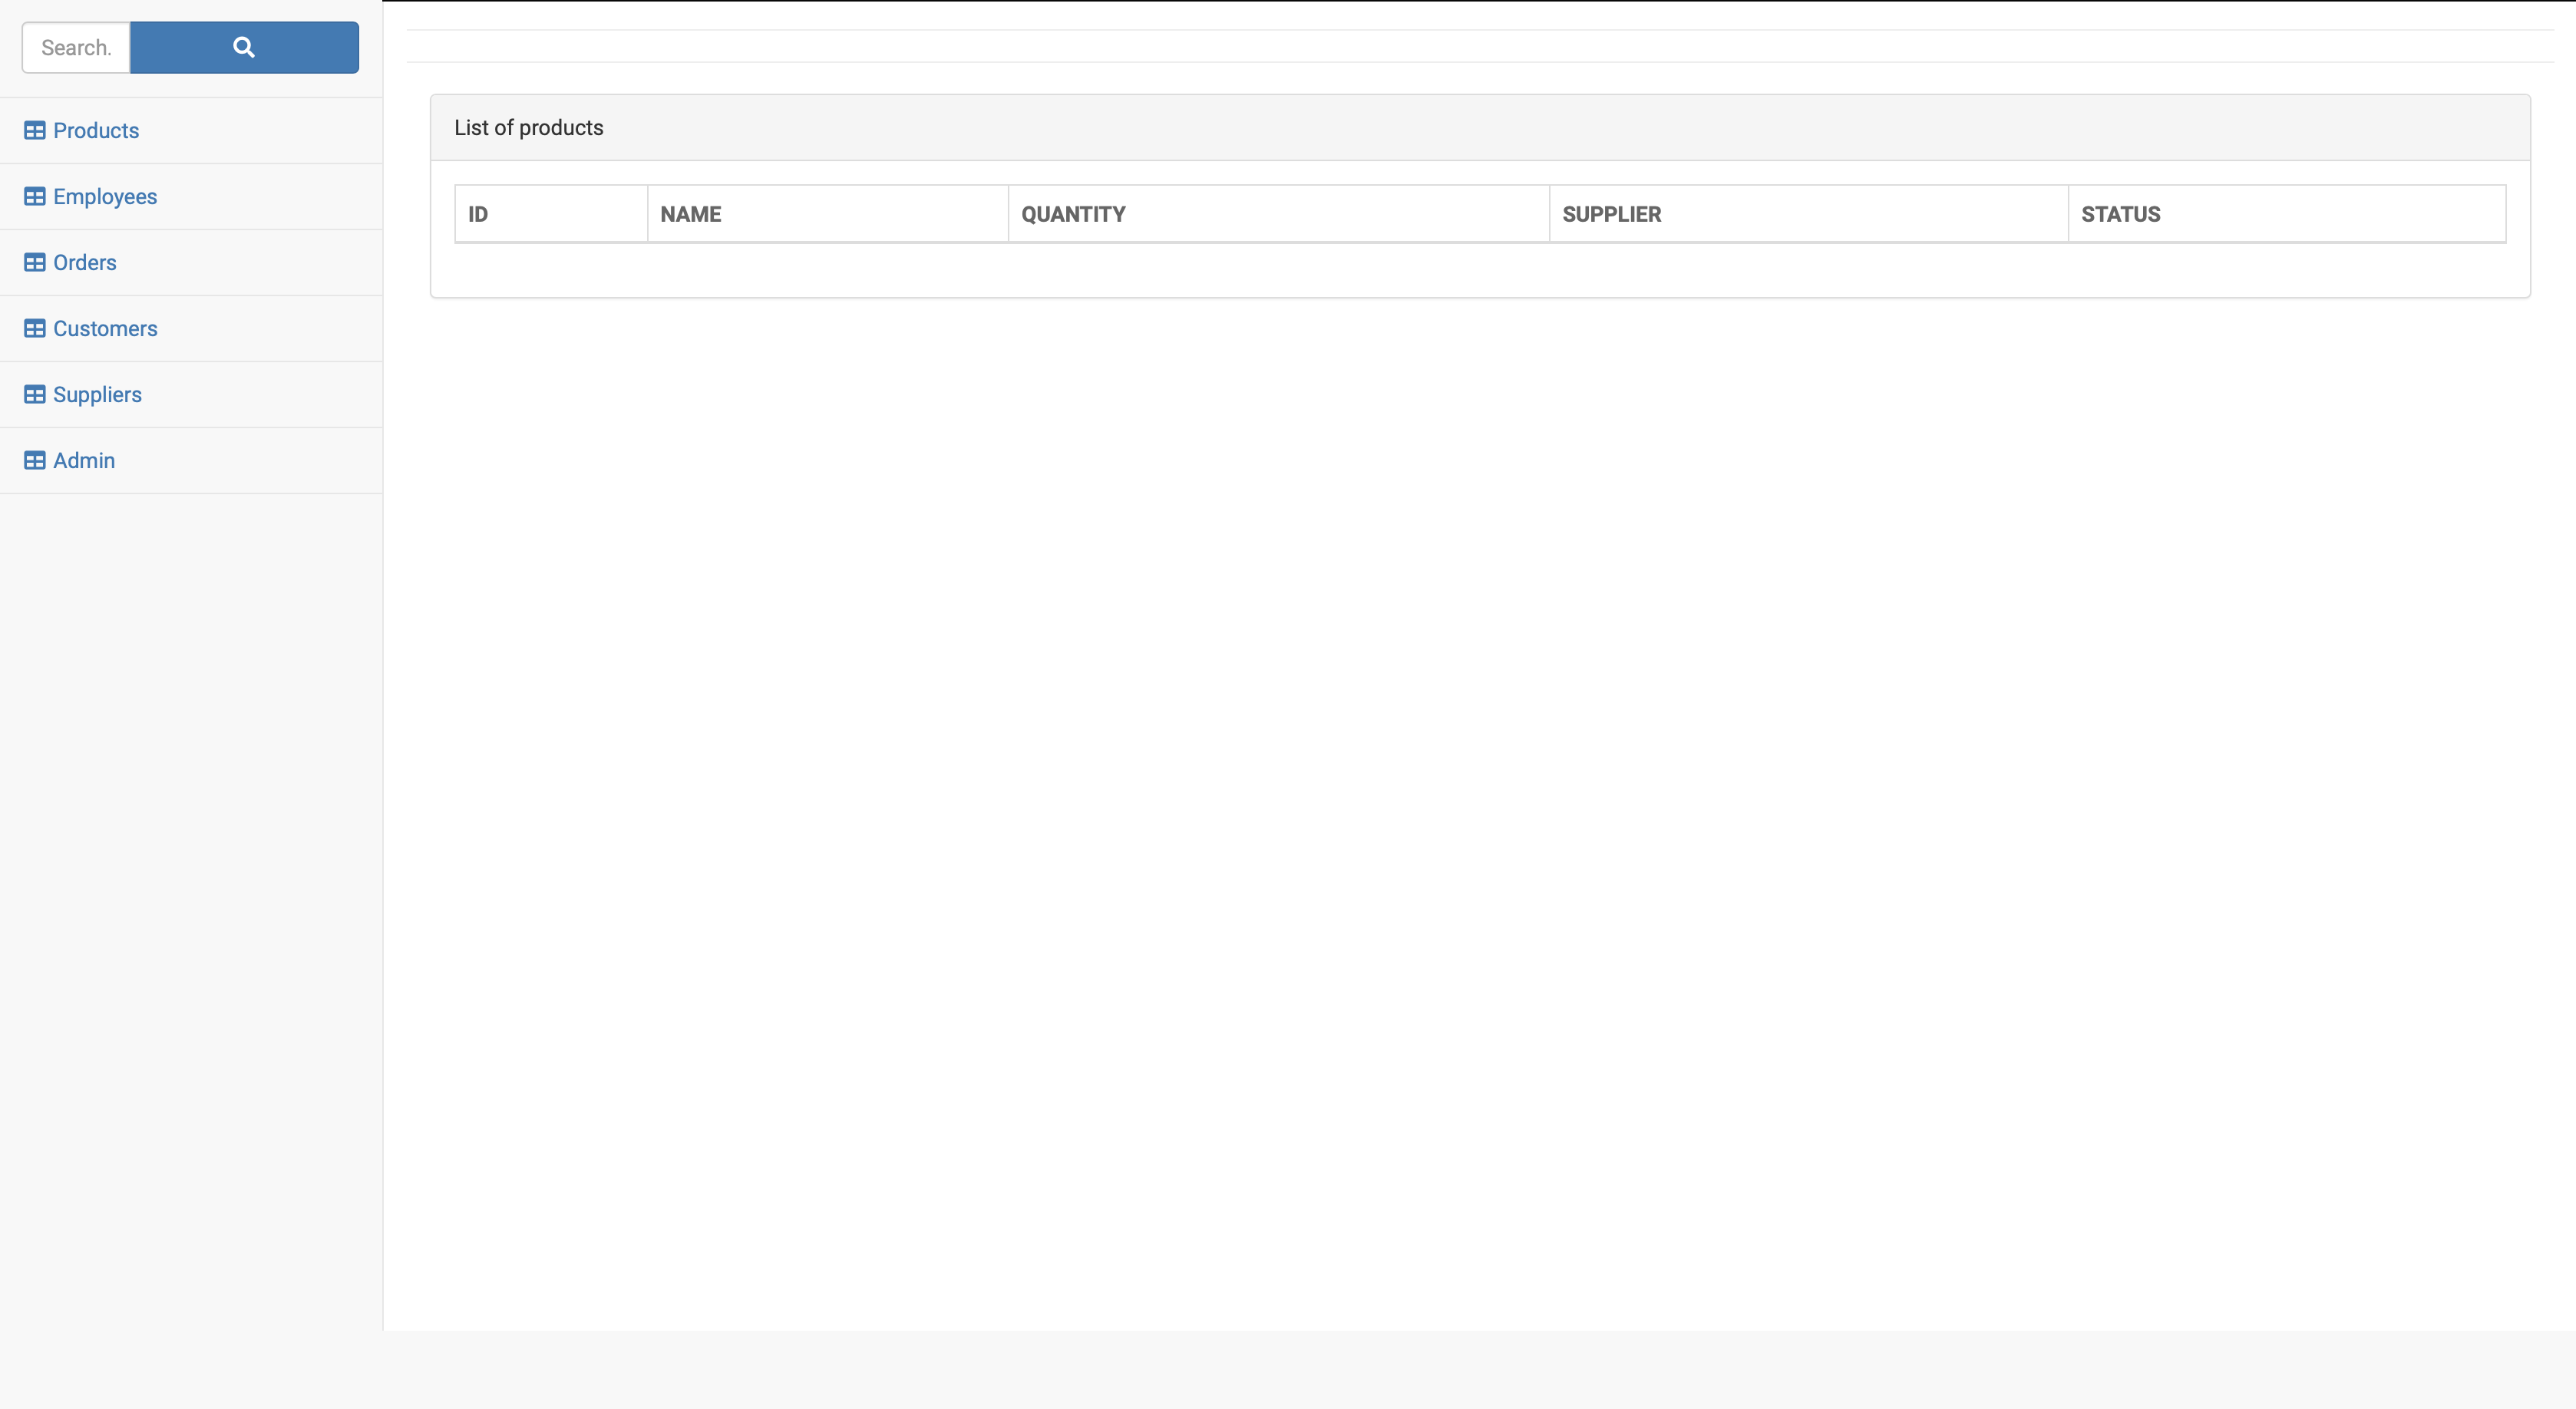 Search.
Products
Employees
Orders
Customers
Suppliers
Admin
List of products
ID NAME QUANTITY SUPPLIER STATUS